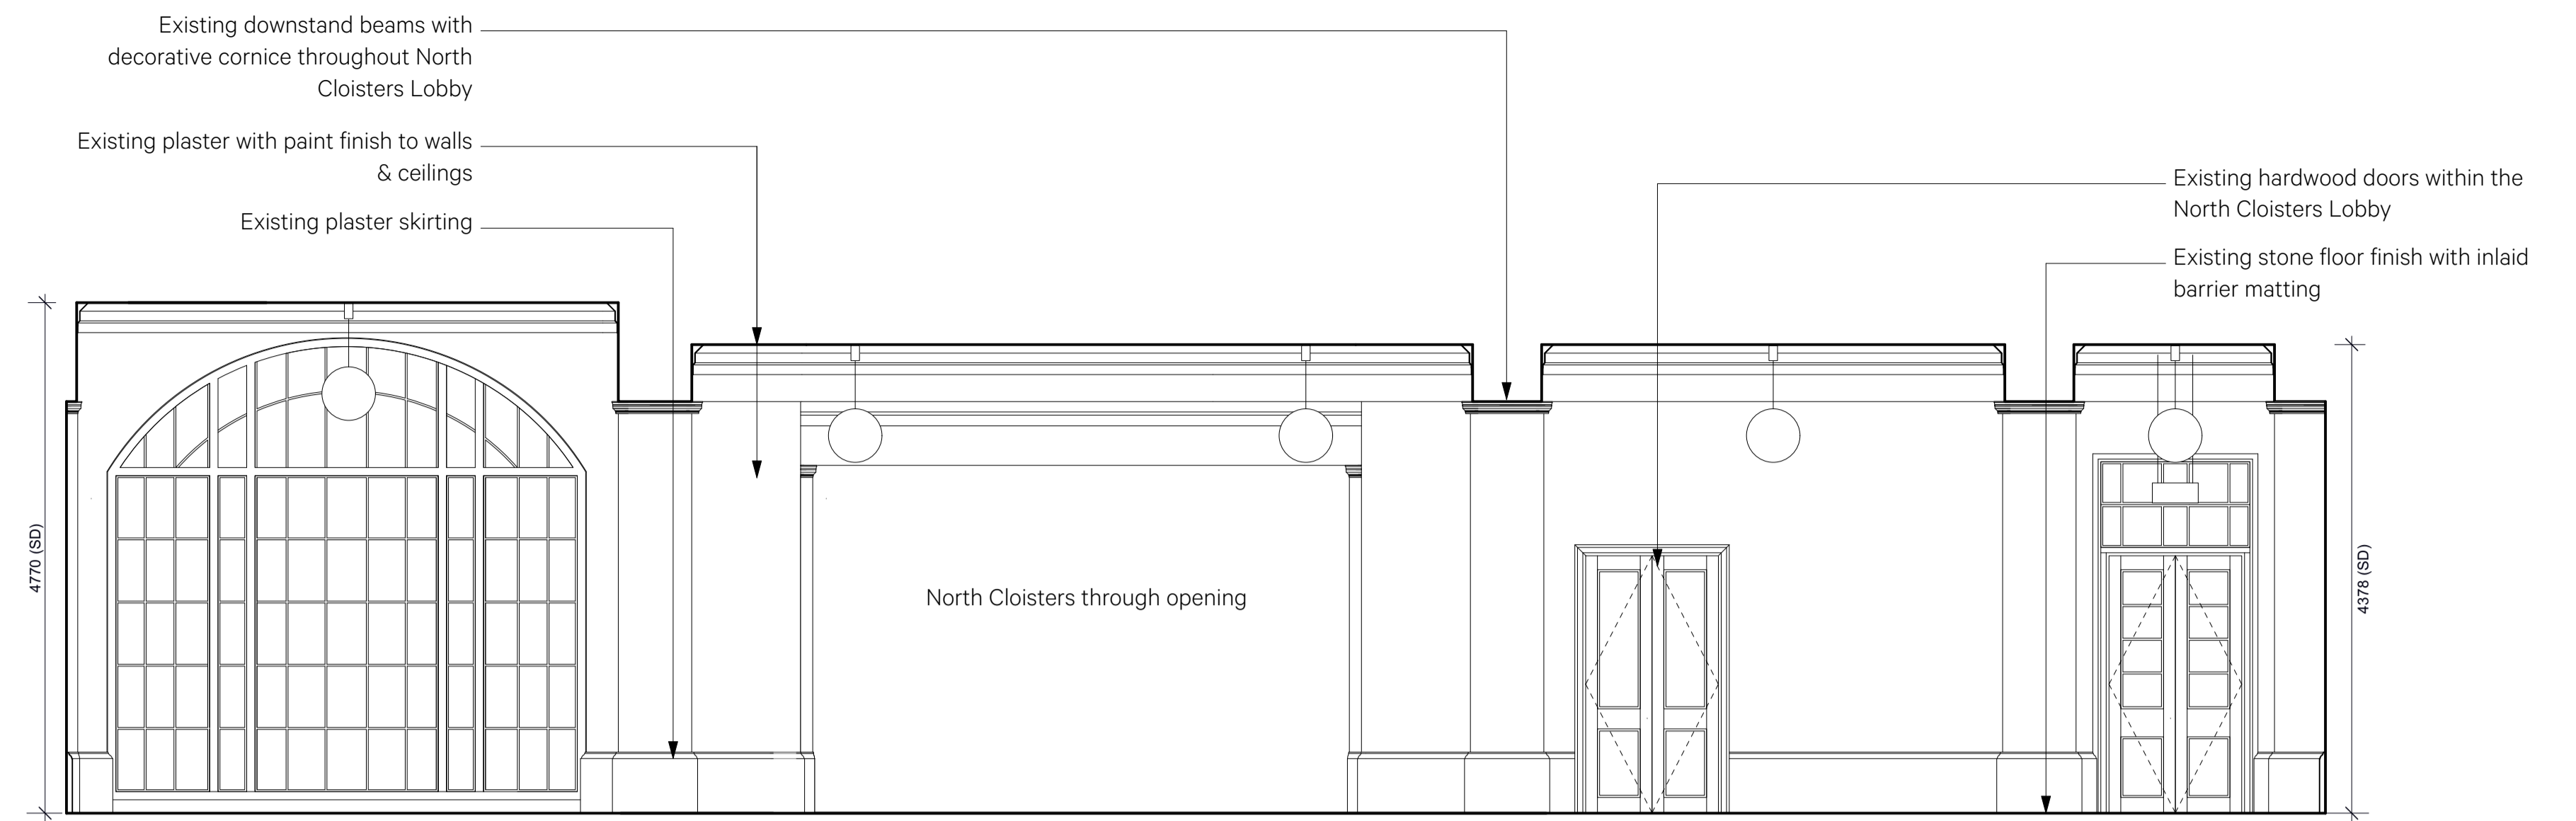 Existing downstand beams with
decorative cornice throughout North
Cloisters Lobby
Existing plaster with paint finish to walls
& ceilings
Existing plaster skirting
Existing hardwood doors within the
North Cloisters Lobby
Existing stone floor finish with inlaid
barrier matting
4770 (SD)
North Cloisters through opening
4378 (SD)